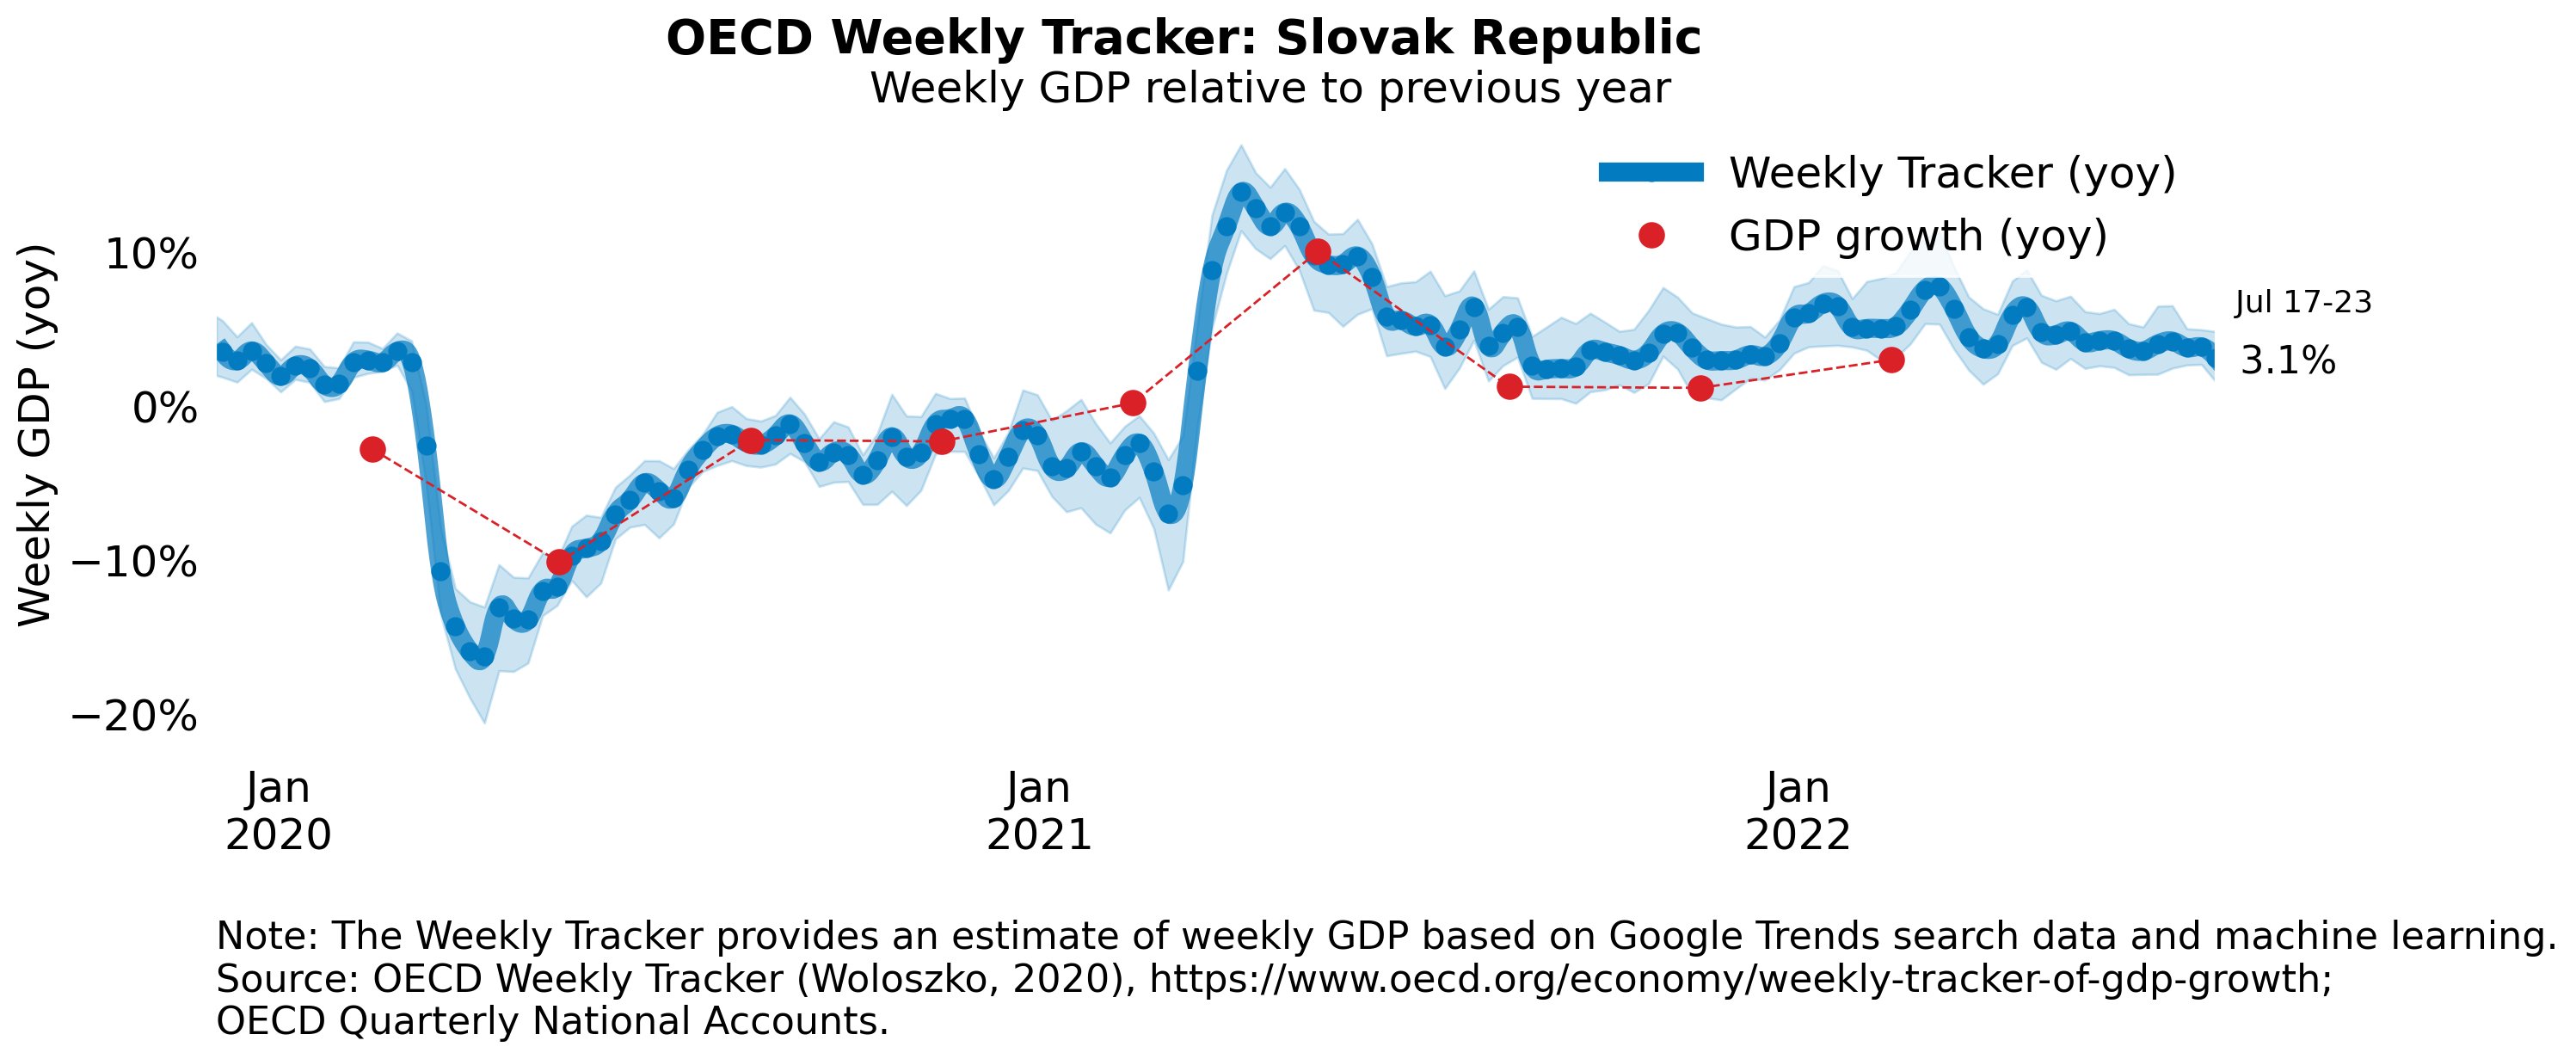 OECD Weekly Tracker: Slovak Republic
Weekly GDP relative to previous year
Weekly Tracker (yoy)
GDP growth (yoy)
Weekly GDP (yoy)
10%
0%
−10%
−20%
Jul 17-23
3.1%
Jan
2020
Jan
2021
Jan
2022
Note: The Weekly Tracker provides an estimate of weekly GDP based on Google Trends search data and machine learning.
Source: OECD Weekly Tracker (Woloszko, 2020), https://www.oecd.org/economy/weekly-tracker-of-gdp-growth;
OECD Quarterly National Accounts.